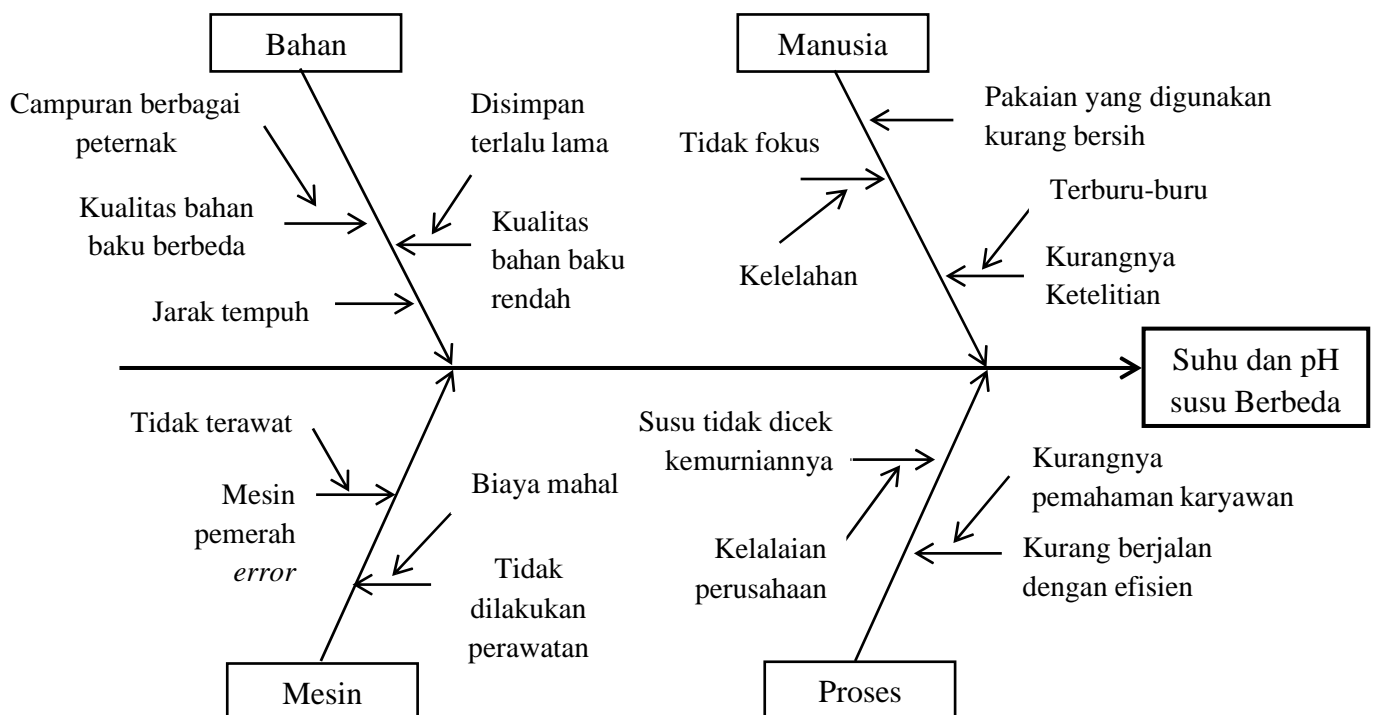 Bahan
Manusia
Campuran berbagai
peternak
Disimpan
terlalu lama
Kualitas bahan
baku berbeda
Kualitas
bahan baku
rendah
Jarak tempuh
Pakaian yang digunakan
kurang bersih
Tidak fokus
Terburu-buru
Kelelahan
Kurangnya
Ketelitian
Suhu dan pH
susu Berbeda
Tidak terawat
Mesin
pemerah
error
Biaya mahal
Tidak
dilakukan
perawatan
Susu tidak dicek
kemurniannya
Kurangnya
pemahaman karyawan
Kelalaian
perusahaan
Kurang berjalan
dengan efisien
Mesin
Proses